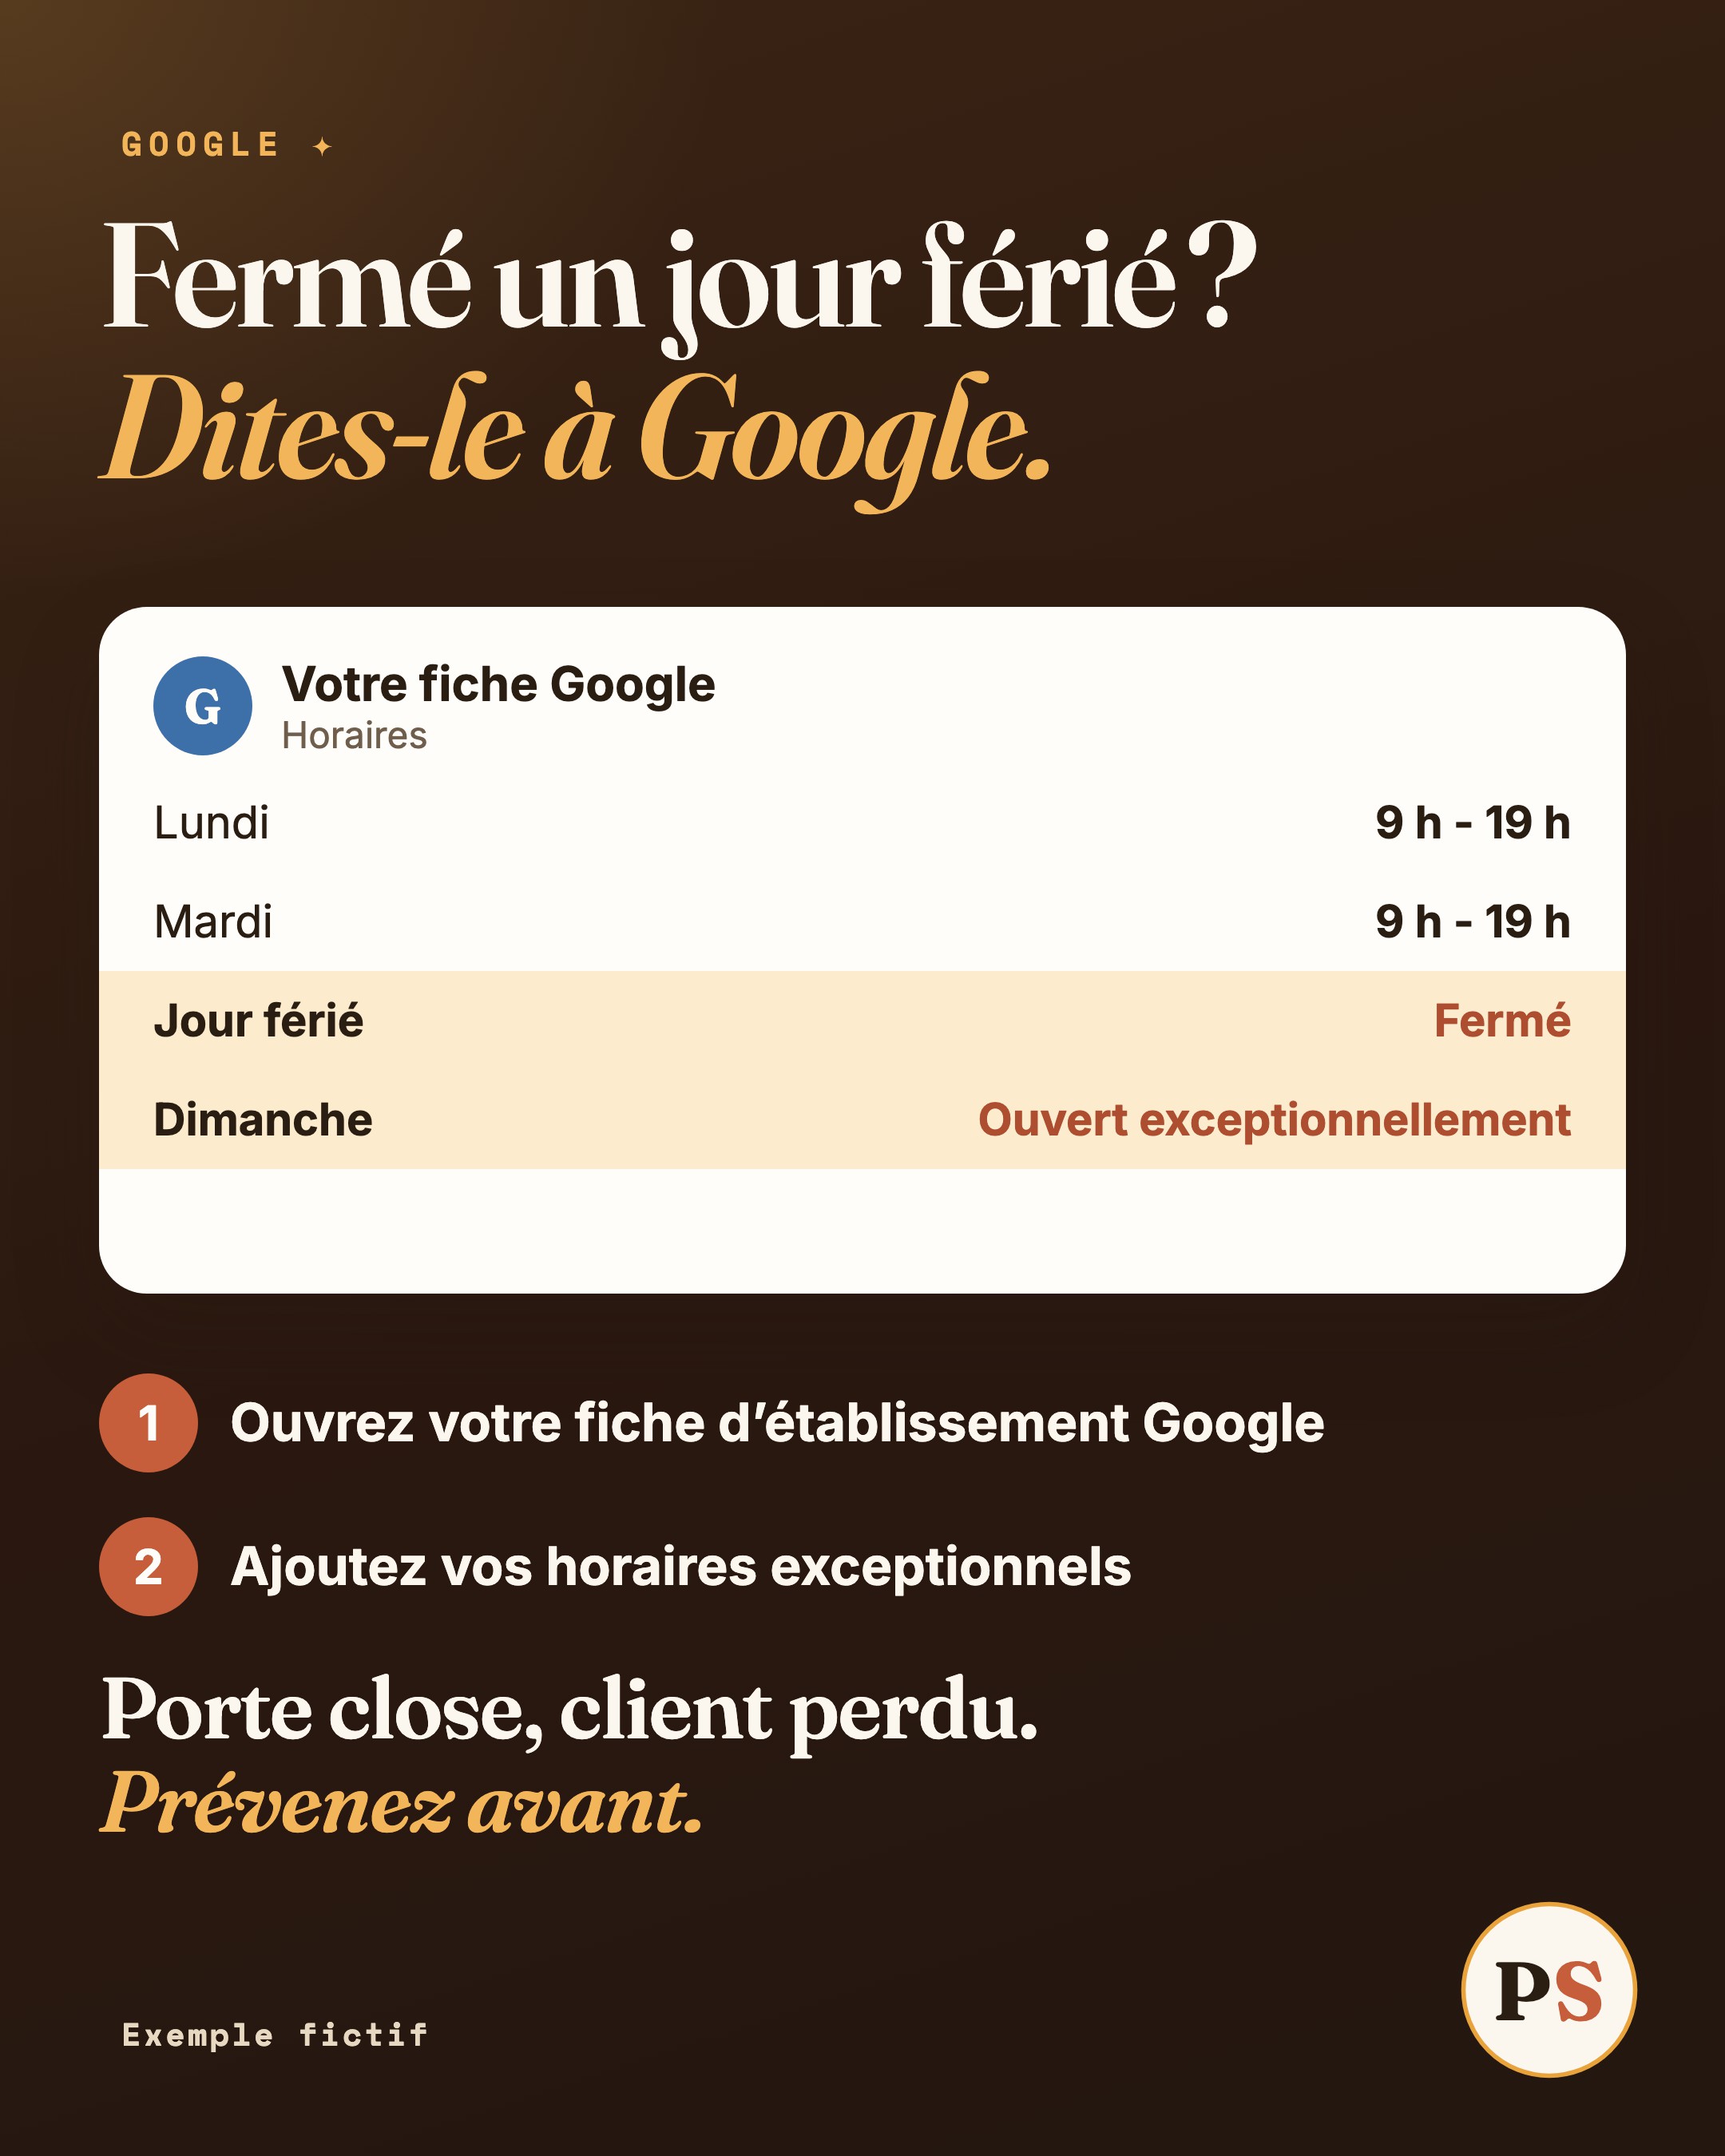 GOOGLE ✦
Fermé un jour férié ?
Dites-le à Google.
G
Votre fiche Google
Horaires
Lundi 9 h - 19 h
Mardi 9 h - 19 h
Jour férié Fermé
Dimanche Ouvert exceptionnellement
1 Ouvrez votre fiche d’établissement Google
2 Ajoutez vos horaires exceptionnels
Porte close, client perdu.
Prévenez avant.
PS
Exemple fictif